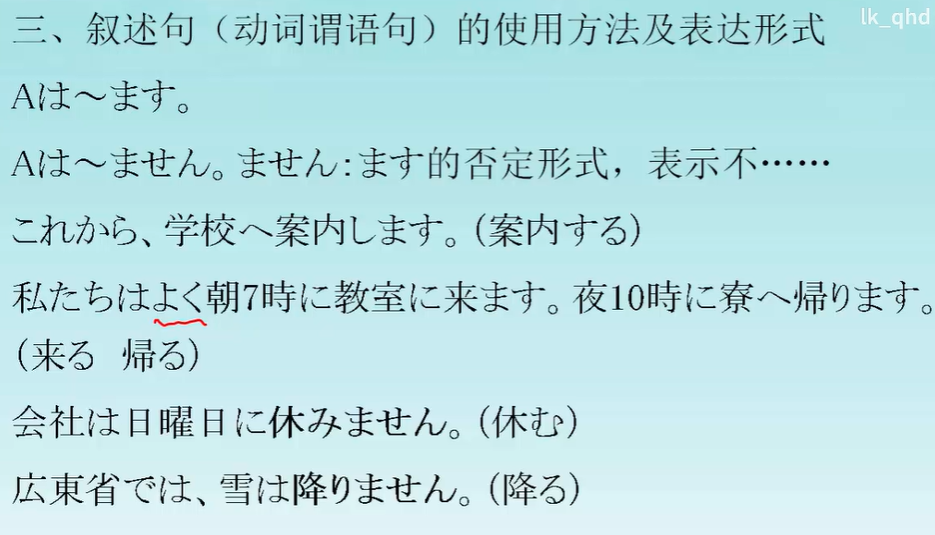 lk_qhd
三、叙述句（动词谓语句）的使用方法及表达形式
Aは～ます。
Aは～ません。ません：ます的否定形式，表示不……
これから、学校へ案内します。（案内する）
私たちはよく朝7時に教室に来ます。夜10時に寮へ帰ります。
（来る　帰る）
会社は日曜日に休みません。（休む）
広東省では、雪は降りません。（降る）